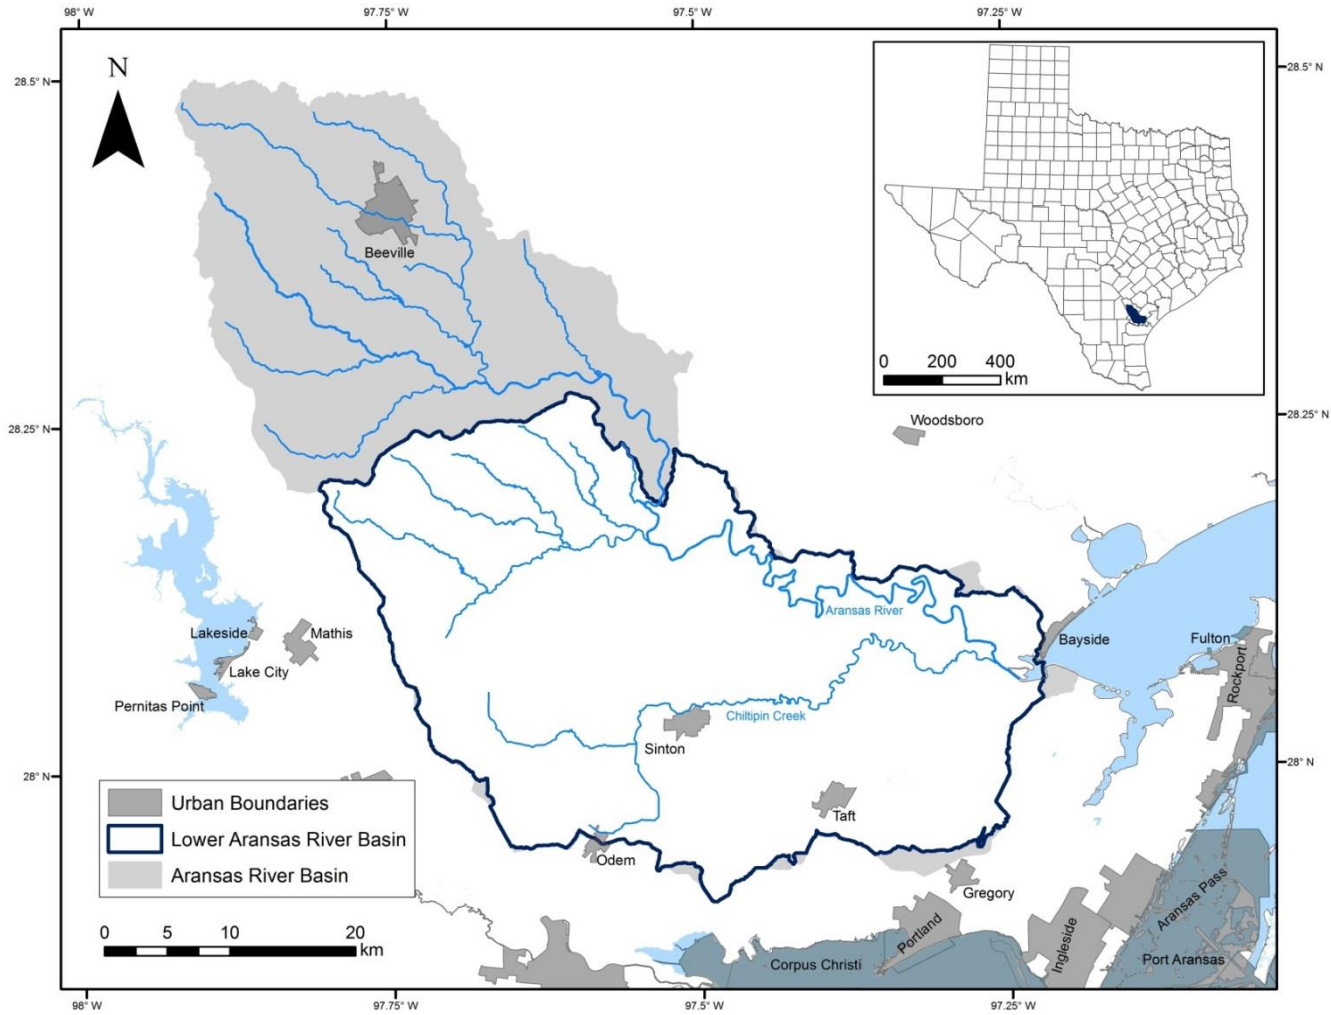 98° W
97.75° W
97.5° W
97.25° W
28.5° N
28.5° N
N
Beeville
0 200 400
km
Woodsboro
28.25° N
28.25° N
Aransas River
Lakeside
Mathis
Lake City
Pernitas Point
Bayside
Fulton
Rockport
Chiltipin Creek
Sinton
28° N
28° N
Urban Boundaries
Lower Aransas River Basin
Aransas River Basin
Taft
Odem
Gregory
0 5 10 20
km
Portland
Ingleside
Aransas Pass
Corpus Christi
Port Aransas
98° W
97.75° W
97.5° W
97.25° W